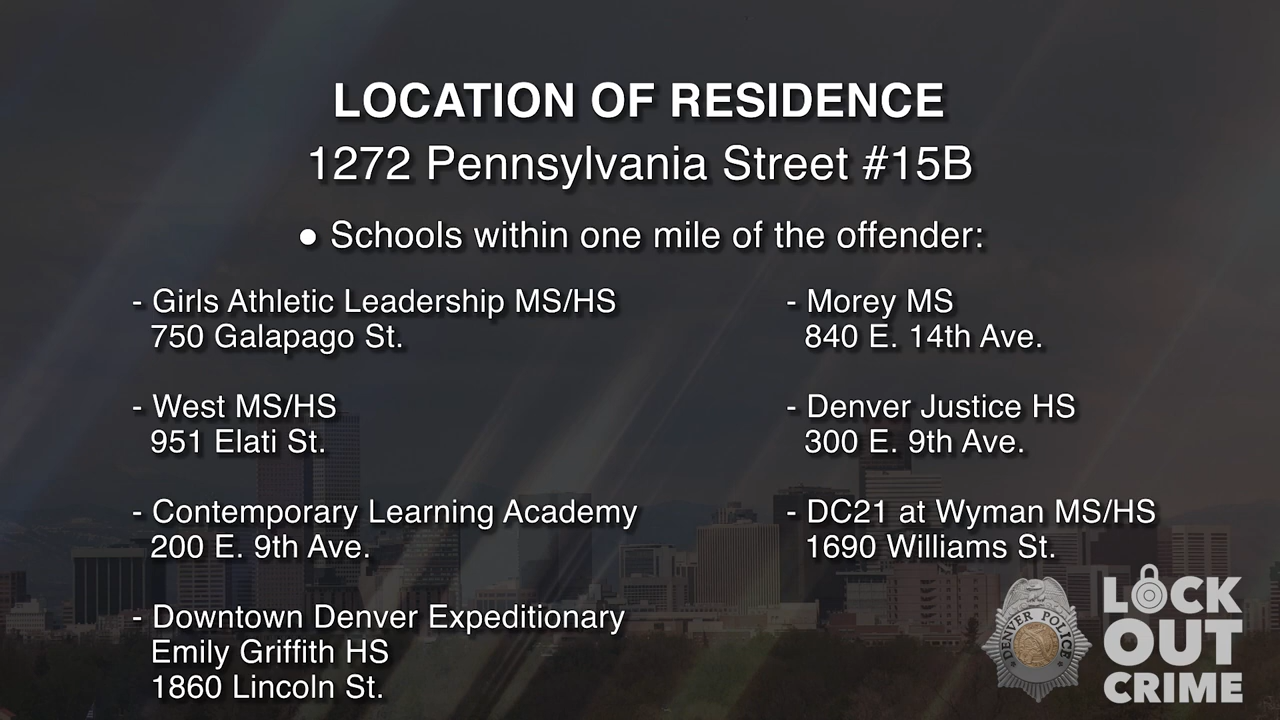 LOCATION OF RESIDENCE
1272 Pennsylvania Street #15B
● Schools within one mile of the offender:
- Girls Athletic Leadership MS/HS
750 Galapago St.
- West MS/HS
951 Elati St.
- Contemporary Learning Academy
200 E. 9th Ave.
- Downtown Denver Expeditionary
Emily Griffith HS
1860 Lincoln St.
- Morey MS
840 E. 14th Ave.
- Denver Justice HS
300 E. 9th Ave.
- DC21 at Wyman MS/HS
1690 Williams St.
DENVER POLICE
LOCK
OUT
CRIME